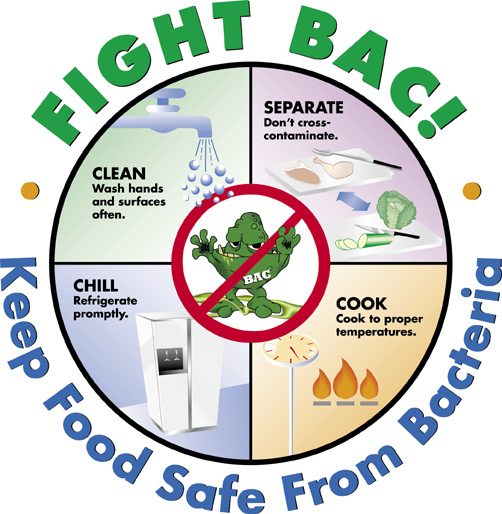 FIGHT BAC!
CLEAN
Wash hands
and surfaces
often.
SEPARATE
Don't cross-
contaminate.
BAC
CHILL
Refrigerate
promptly.
COOK
Cook to proper
temperatures.
Keep Food Safe From Bacteria